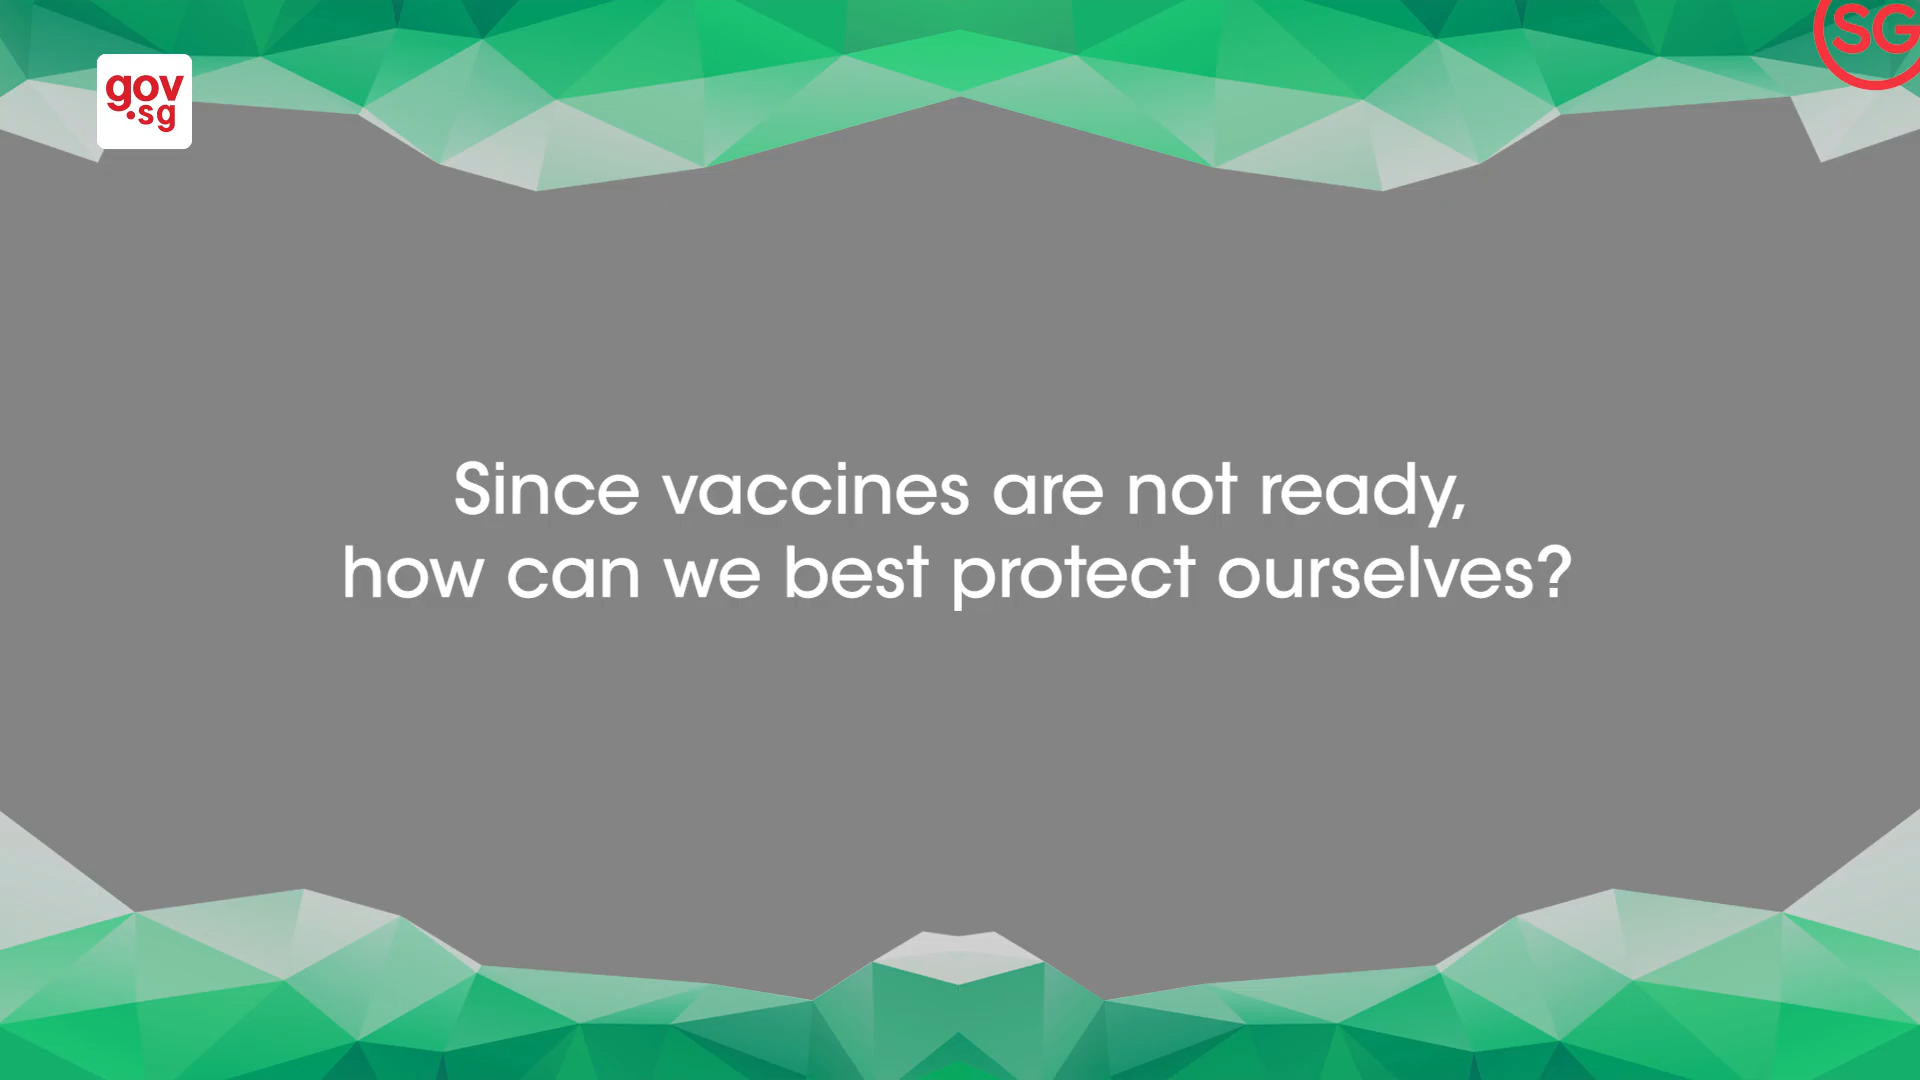 gov
.sg
SG
Since vaccines are not ready,
how can we best protect ourselves?